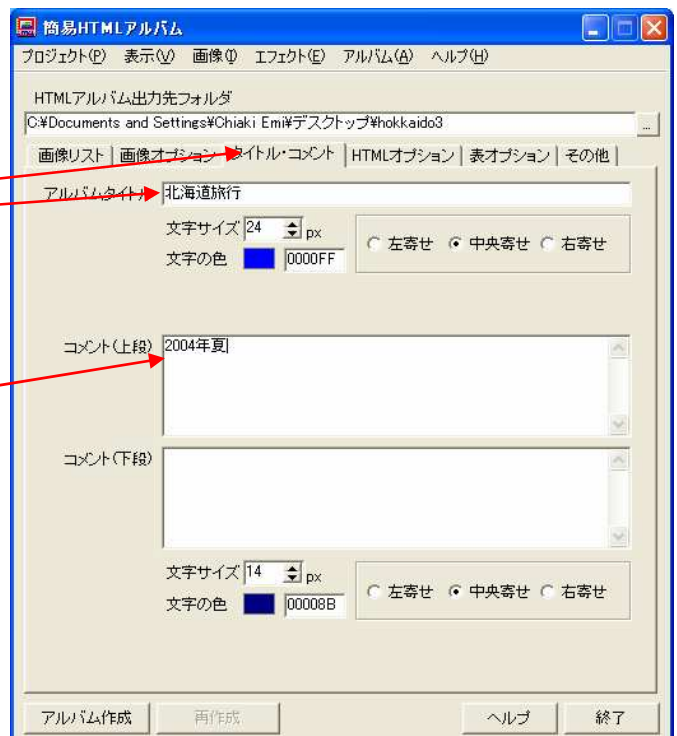 簡易HTMLアルバム
プロジェクト(P) 表示(V) 画像(I) エフェクト(E) アルバム(A) ヘルプ(H)
HTMLアルバム出力先フォルダ
C:¥Documents and Settings¥Chiaki Emi¥デスクトップ¥hokkaido3 ...
画像リスト 画像オプション タイトル・コメント HTMLオプション 表オプション その他
アルバムタイトル 北海道旅行
文字サイズ 24 px
左寄せ 中央寄せ 右寄せ
文字の色 0000FF
コメント(上段) 2004年夏
コメント(下段)
文字サイズ 14 px
左寄せ 中央寄せ 右寄せ
文字の色 00008B
アルバム作成 再作成 ヘルプ 終了